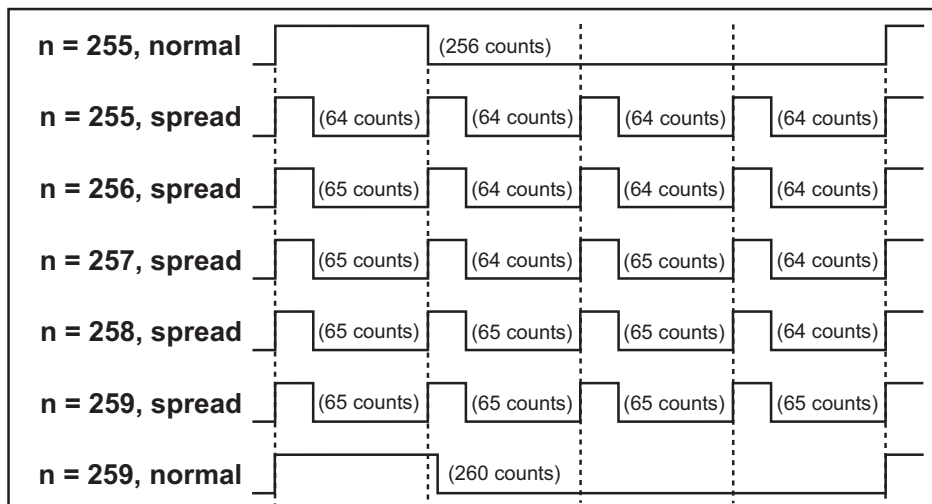 n = 255, normal (256 counts)
n = 255, spread (64 counts) (64 counts) (64 counts) (64 counts)
n = 256, spread (65 counts) (64 counts) (64 counts) (64 counts)
n = 257, spread (65 counts) (64 counts) (65 counts) (64 counts)
n = 258, spread (65 counts) (65 counts) (65 counts) (64 counts)
n = 259, spread (65 counts) (65 counts) (65 counts) (65 counts)
n = 259, normal (260 counts)